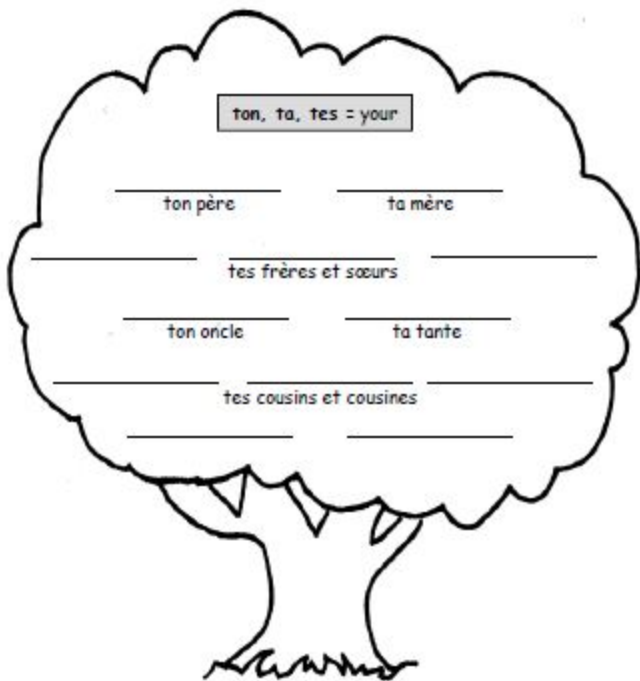 ton, ta, tes = your
ton père ta mère
tes frères et sœurs
ton oncle ta tante
tes cousins et cousines